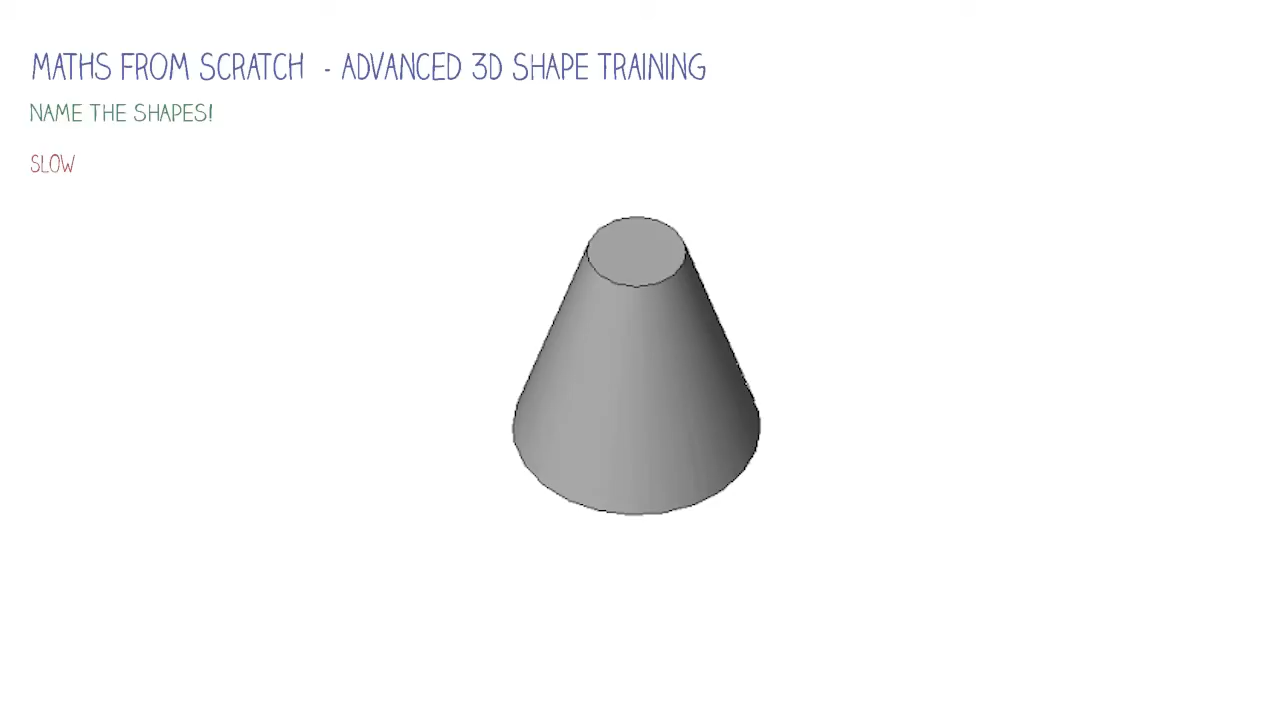 MATHS FROM SCRATCH - ADVANCED 3D SHAPE TRAINING
NAME THE SHAPES!
SLOW